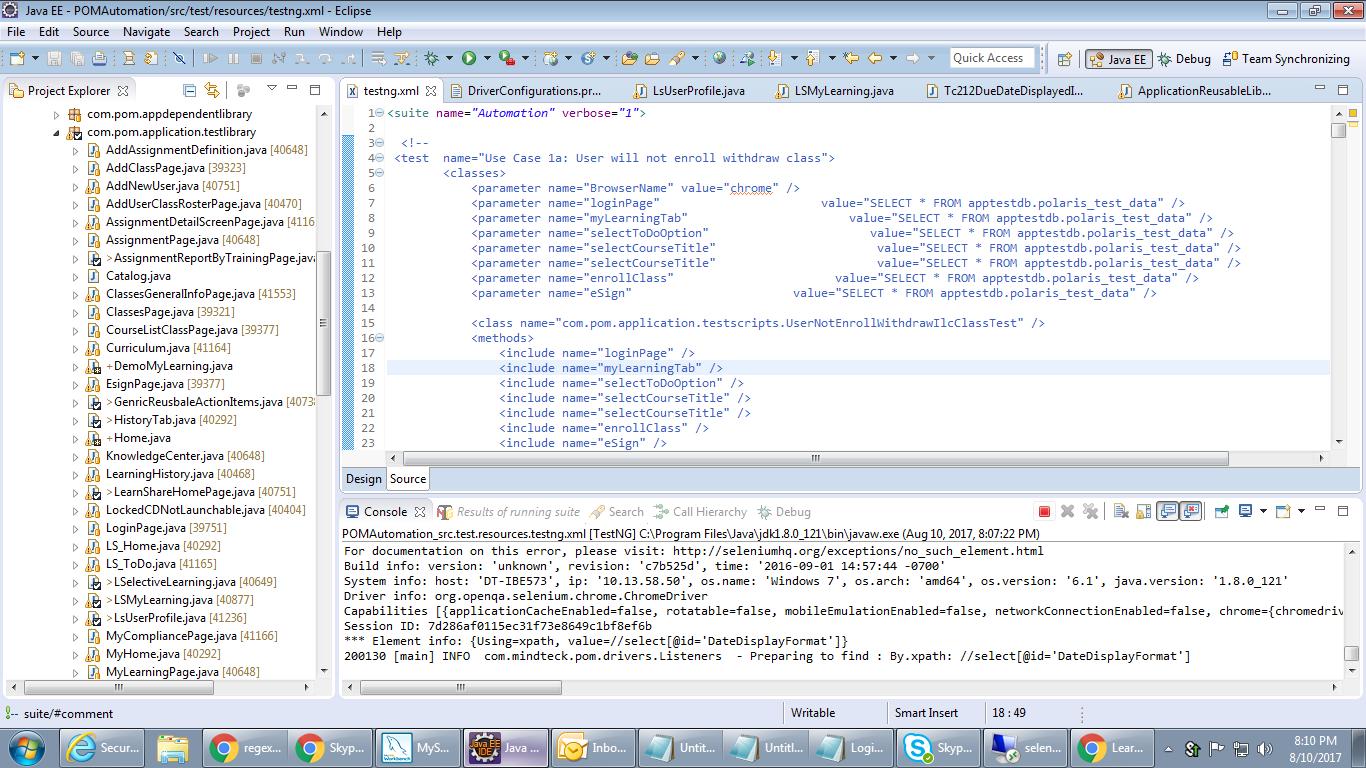 Java EE - POMAutomation/src/test/resources/testng.xml - Eclipse
File Edit Source Navigate Search Project Run Window Help
Quick Access
Java EE
Debug
Team Synchronizing
Project Explorer
com.pom.appdependentlibrary
com.pom.application.testlibrary
AddAssignmentDefinition.java [40648]
AddClassPage.java [39323]
AddNewUser.java [40751]
AddUserClassRosterPage.java [40470]
AssignmentDetailScreenPage.java [4116
AssignmentPage.java [40648]
>AssignmentReportByTrainingPage.java
Catalog.java
ClassesGeneralInfoPage.java [41553]
ClassesPage.java [39321]
CourseListClassPage.java [39377]
Curriculum.java [41164]
+DemoMyLearning.java
EsignPage.java [39377]
>GenricReusbaleActionItems.java [4073
>HistoryTab.java [40292]
+Home.java
KnowledgeCenter.java [40648]
LearningHistory.java [40468]
>LearnShareHomePage.java [40751]
LockedCDNotLaunchable.java [40404]
LoginPage.java [39751]
LS_Home.java [40292]
LS_ToDo.java [41165]
>LSelectiveLearning.java [40649]
>LSMyLearning.java [40877]
>LsUserProfile.java [41236]
MyCompliancePage.java [41166]
MyHome.java [40292]
MyLearningPage.java [40648]
testng.xml
DriverConfigurations.pr...
LsUserProfile.java
LSMyLearning.java
Tc212DueDateDisplayedI...
ApplicationReusableLib...
1 <suite name="Automation" verbose="1">
2
3 <!--
4 <test name="Use Case 1a: User will not enroll withdraw class">
5 <classes>
6 <parameter name="BrowserName" value="chrome" />
7 <parameter name="loginPage" value="SELECT * FROM apptestdb.polaris_test_data" />
8 <parameter name="myLearningTab" value="SELECT * FROM apptestdb.polaris_test_data" />
9 <parameter name="selectToDoOption" value="SELECT * FROM apptestdb.polaris_test_data" />
10 <parameter name="selectCourseTitle" value="SELECT * FROM apptestdb.polaris_test_data" />
11 <parameter name="selectCourseTitle" value="SELECT * FROM apptestdb.polaris_test_data" />
12 <parameter name="enrollClass" value="SELECT * FROM apptestdb.polaris_test_data" />
13 <parameter name="eSign" value="SELECT * FROM apptestdb.polaris_test_data" />
14
15 <class name="com.pom.application.testscripts.UserNotEnrollWithdrawIlcClassTest" />
16 <methods>
17 <include name="loginPage" />
18 <include name="myLearningTab" />
19 <include name="selectToDoOption" />
20 <include name="selectCourseTitle" />
21 <include name="selectCourseTitle" />
22 <include name="enrollClass" />
23 <include name="eSign" />
Design Source
Console
Results of running suite
Search
Call Hierarchy
Debug
POMAutomation_src.test.resources.testng.xml [TestNG] C:\Program Files\Java\jdk1.8.0_121\bin\javaw.exe (Aug 10, 2017, 8:07:22 PM)
For documentation on this error, please visit: http://seleniumhq.org/exceptions/no_such_element.html
Build info: version: 'unknown', revision: 'c7b525d', time: '2016-09-01 14:57:44 -0700'
System info: host: 'DT-IBE573', ip: '10.13.58.50', os.name: 'Windows 7', os.arch: 'amd64', os.version: '6.1', java.version: '1.8.0_121'
Driver info: org.openqa.selenium.chrome.ChromeDriver
Capabilities [{applicationCacheEnabled=false, rotatable=false, mobileEmulationEnabled=false, networkConnectionEnabled=false, chrome={chromedriv
Session ID: 7d286af0115ec31f73e8649c1bf8ef6b
*** Element info: {Using=xpath, value=//select[@id='DateDisplayFormat']}
200130 [main] INFO com.mindteck.pom.drivers.Listeners - Preparing to find : By.xpath: //select[@id='DateDisplayFormat']
suite/#comment
Writable
Smart Insert
18 : 49
Secur...
regex...
Skyp...
MyS...
Java ...
Inbo...
Untit...
Untitl...
Logi...
Skyp...
selen...
Lear...
8:10 PM
8/10/2017